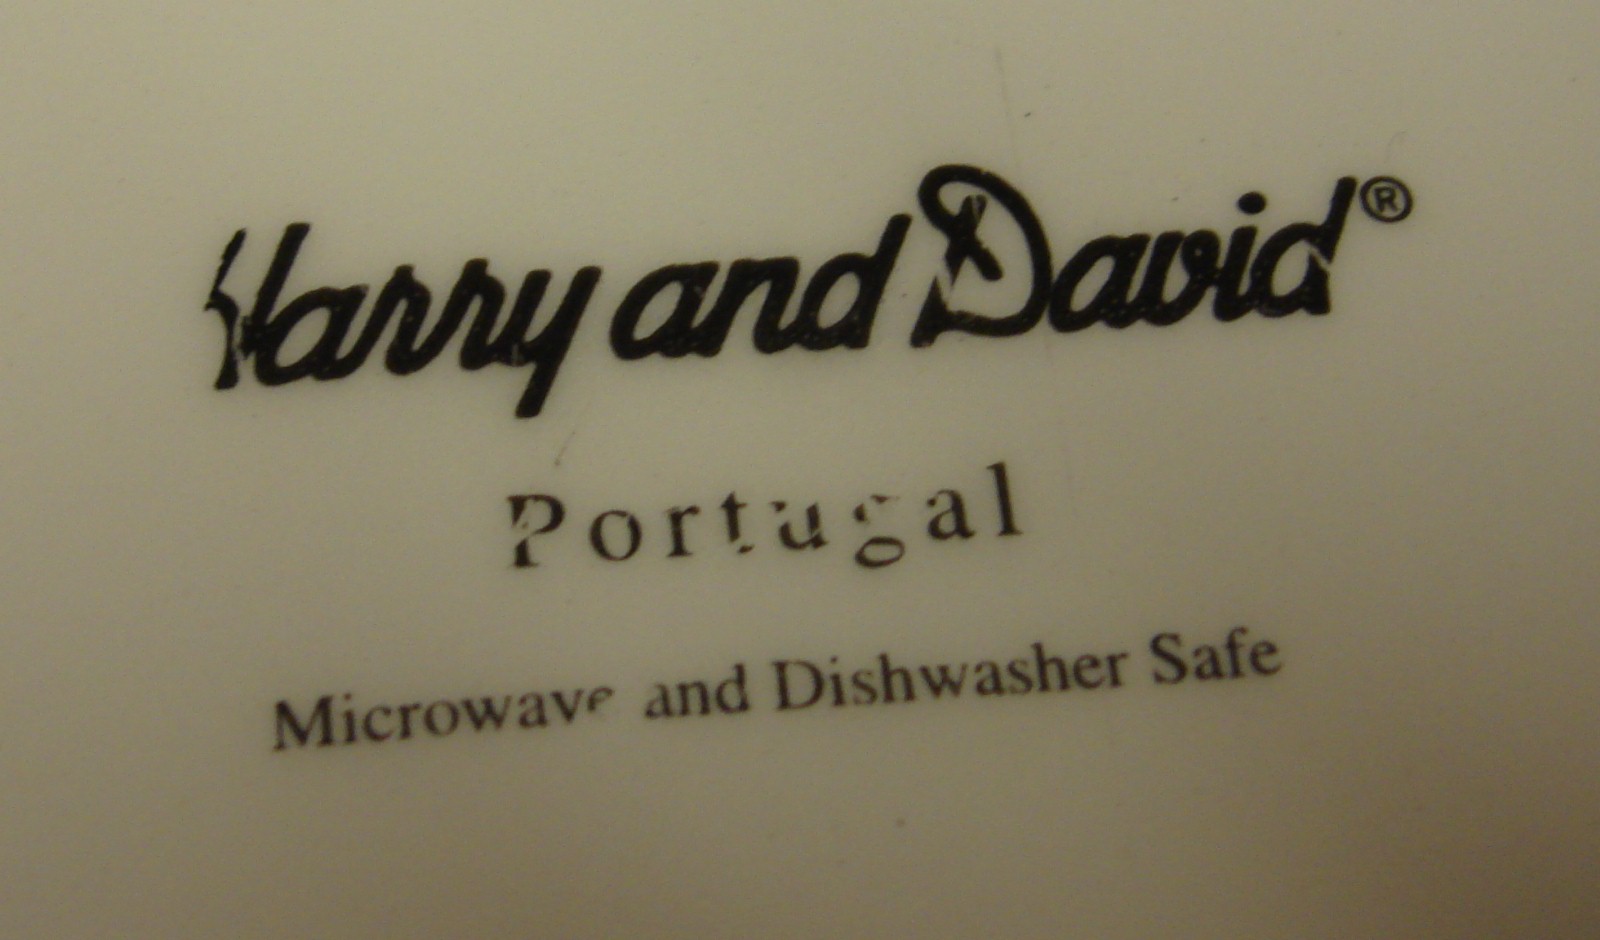 Harry and David®
Portugal
Microwave and Dishwasher Safe